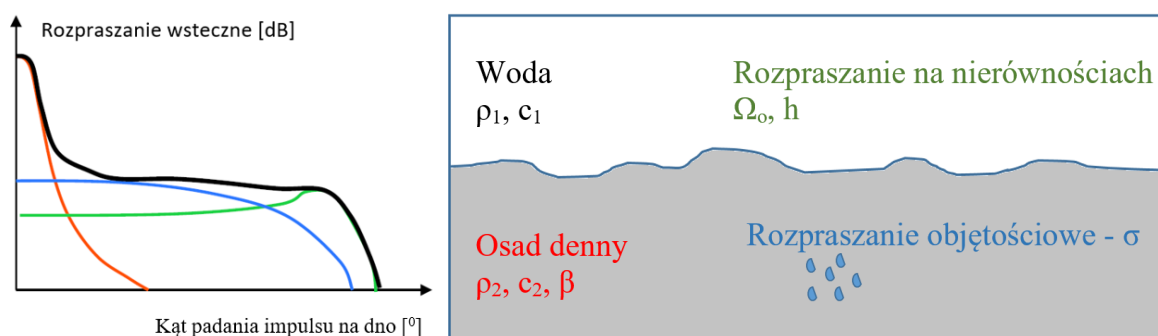 Rozpraszanie wsteczne [dB]
Kąt padania impulsu na dno [⁰]
Woda
ρ₁, c₁
Rozpraszanie na nierównościach
Ωₒ, h
Osad denny
ρ₂, c₂, β
Rozpraszanie objętościowe - σ